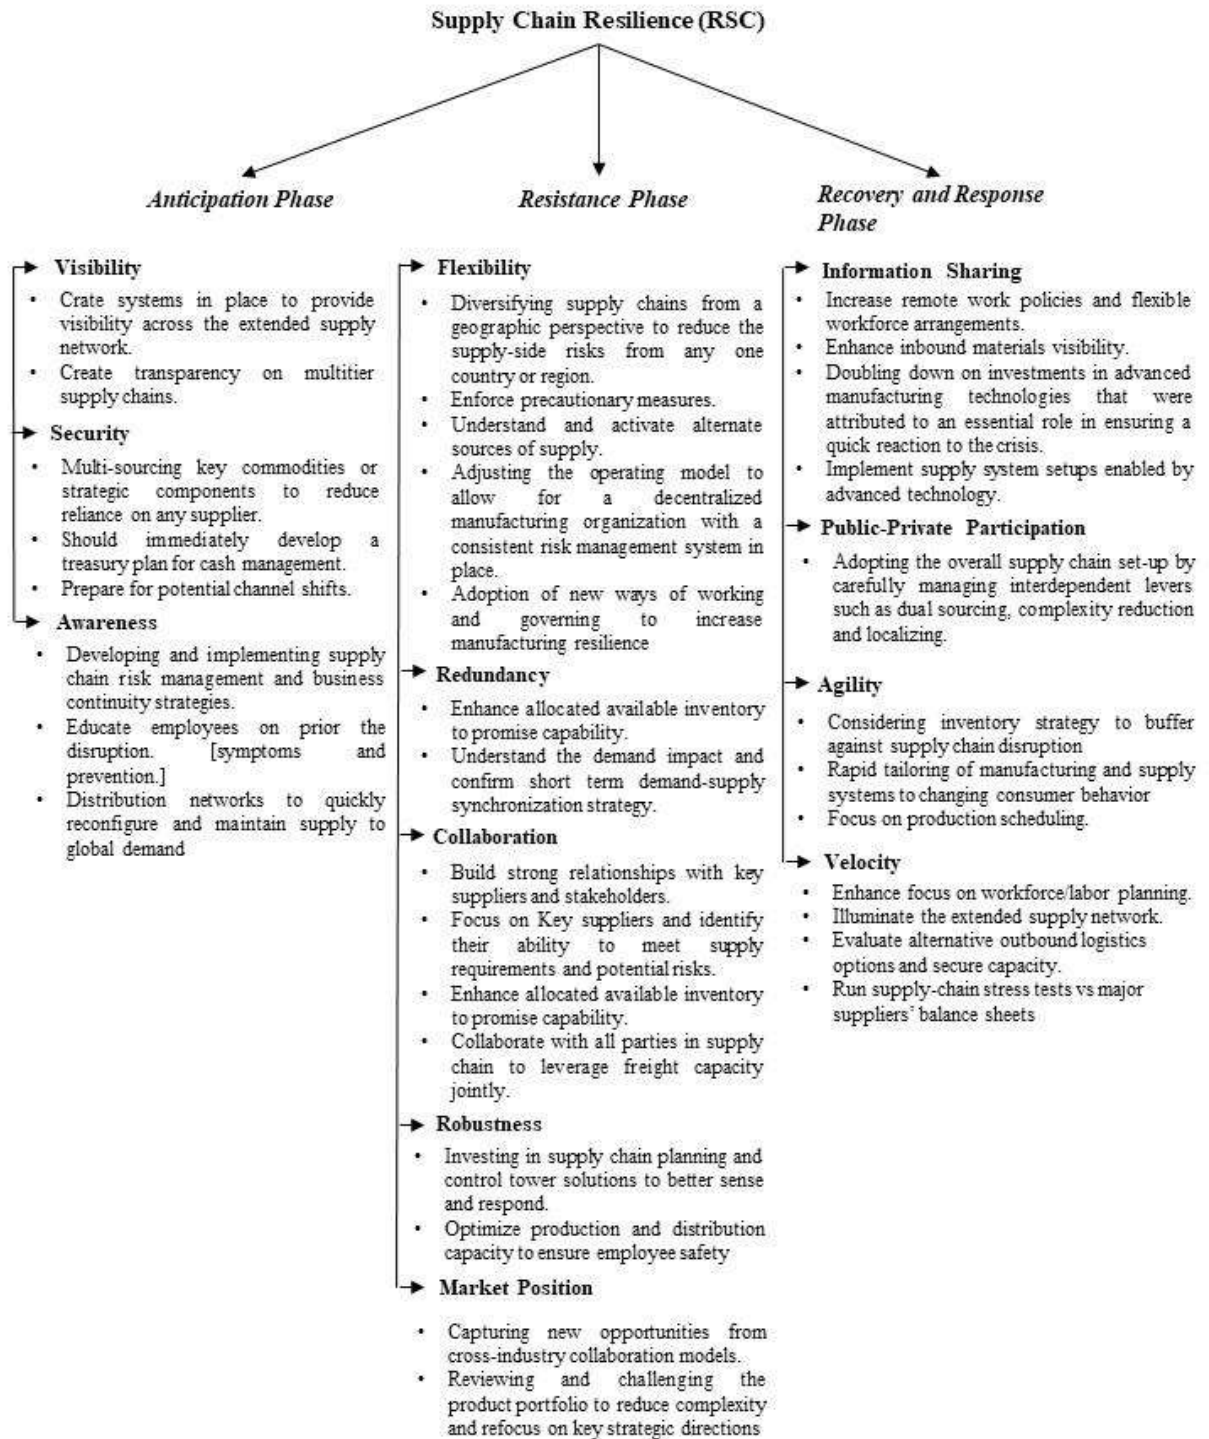 Supply Chain Resilience (RSC)
Anticipation Phase
Visibility
• Crate systems in place to provide
visibility across the extended supply
network.
• Create transparency on multitier
supply chains.
Security
• Multi-sourcing key commodities or
strategic components to reduce
reliance on any supplier.
• Should immediately develop a
treasury plan for cash management.
• Prepare for potential channel shifts.
Awareness
• Developing and implementing supply
chain risk management and business
continuity strategies.
• Educate employees on prior the
disruption. [symptoms and
prevention.]
• Distribution networks to quickly
reconfigure and maintain supply to
global demand
Resistance Phase
Flexibility
• Diversifying supply chains from a
geographic perspective to reduce the
supply-side risks from any one
country or region.
• Enforce precautionary measures.
• Understand and activate alternate
sources of supply.
• Adjusting the operating model to
allow for a decentralized
manufacturing organization with a
consistent risk management system in
place.
• Adoption of new ways of working
and governing to increase
manufacturing resilience
Redundancy
• Enhance allocated available inventory
to promise capability.
• Understand the demand impact and
confirm short term demand-supply
synchronization strategy.
Collaboration
• Build strong relationships with key
suppliers and stakeholders.
• Focus on Key suppliers and identify
their ability to meet supply
requirements and potential risks.
• Enhance allocated available inventory
to promise capability.
• Collaborate with all parties in supply
chain to leverage freight capacity
jointly.
Robustness
• Investing in supply chain planning and
control tower solutions to better sense
and respond.
• Optimize production and distribution
capacity to ensure employee safety
Market Position
• Capturing new opportunities from
cross-industry collaboration models.
• Reviewing and challenging the
product portfolio to reduce complexity
and refocus on key strategic directions
Recovery and Response
Phase
Information Sharing
• Increase remote work policies and flexible
workforce arrangements.
• Enhance inbound materials visibility.
• Doubling down on investments in advanced
manufacturing technologies that were
attributed to an essential role in ensuring a
quick reaction to the crisis.
• Implement supply system setups enabled by
advanced technology.
Public-Private Participation
• Adopting the overall supply chain set-up by
carefully managing interdependent levers
such as dual sourcing, complexity reduction
and localizing.
Agility
• Considering inventory strategy to buffer
against supply chain disruption
• Rapid tailoring of manufacturing and supply
systems to changing consumer behavior
• Focus on production scheduling.
Velocity
• Enhance focus on workforce/labor planning.
• Illuminate the extended supply network.
• Evaluate alternative outbound logistics
options and secure capacity.
• Run supply-chain stress tests vs major
suppliers' balance sheets